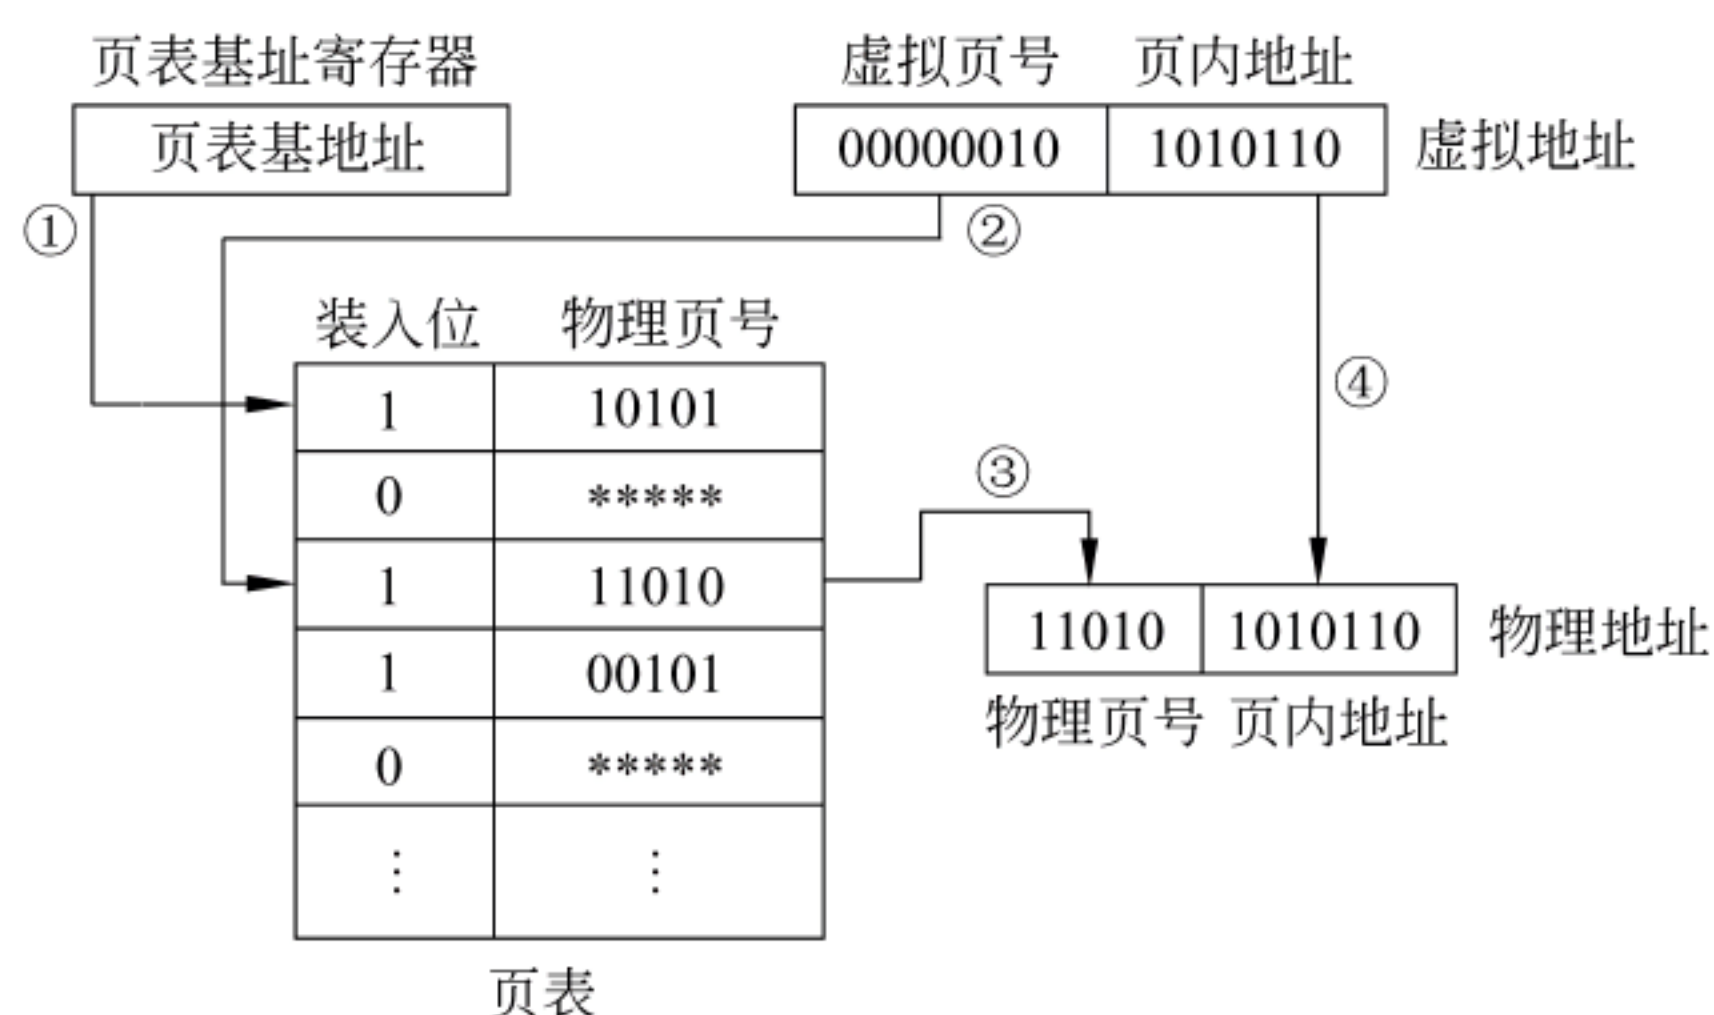 页表基址寄存器 虚拟页号 页内地址
页表基地址 00000010 1010110 虚拟地址
① ②
装入位 物理页号
④
1 10101
③
0 *****
1 11010
11010 1010110 物理地址
1 00101
物理页号 页内地址
0 *****
⋮ ⋮
页表